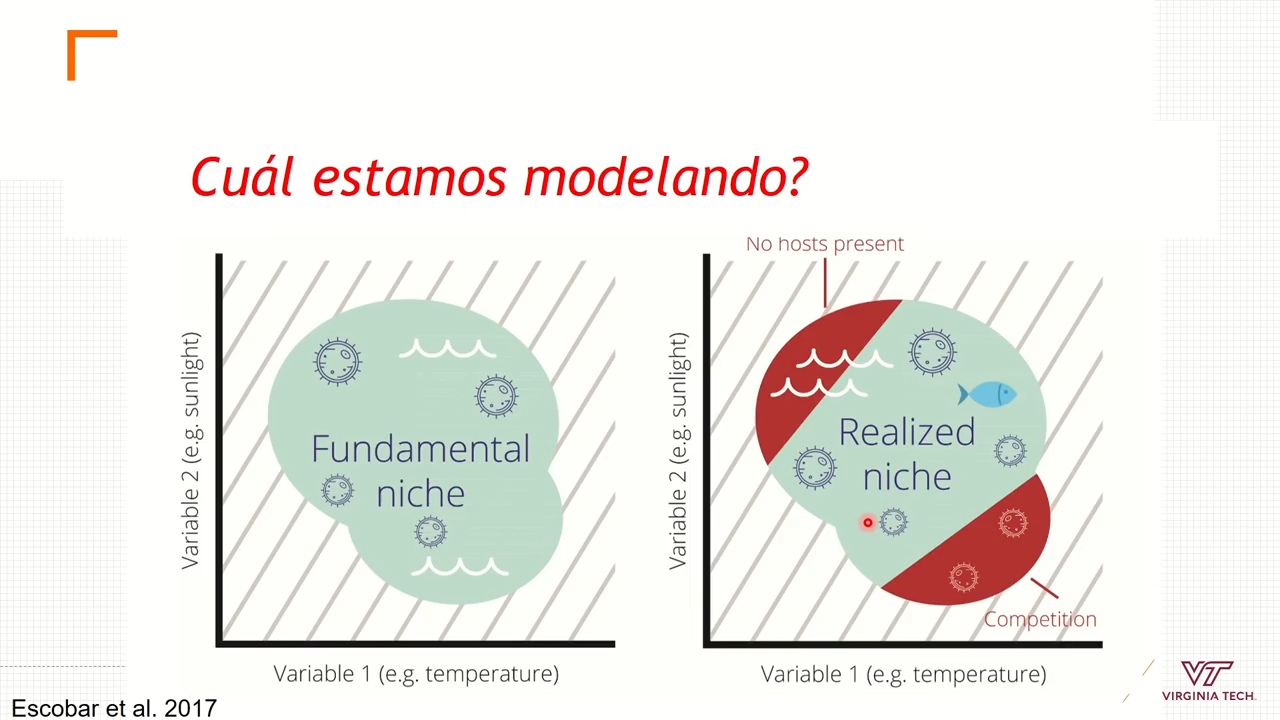 Cuál estamos modelando?
No hosts present
Variable 2 (e.g. sunlight)
Fundamental
niche
Variable 1 (e.g. temperature)
Variable 2 (e.g. sunlight)
Realized
niche
Competition
Variable 1 (e.g. temperature)
Escobar et al. 2017
VT
VIRGINIA TECH.